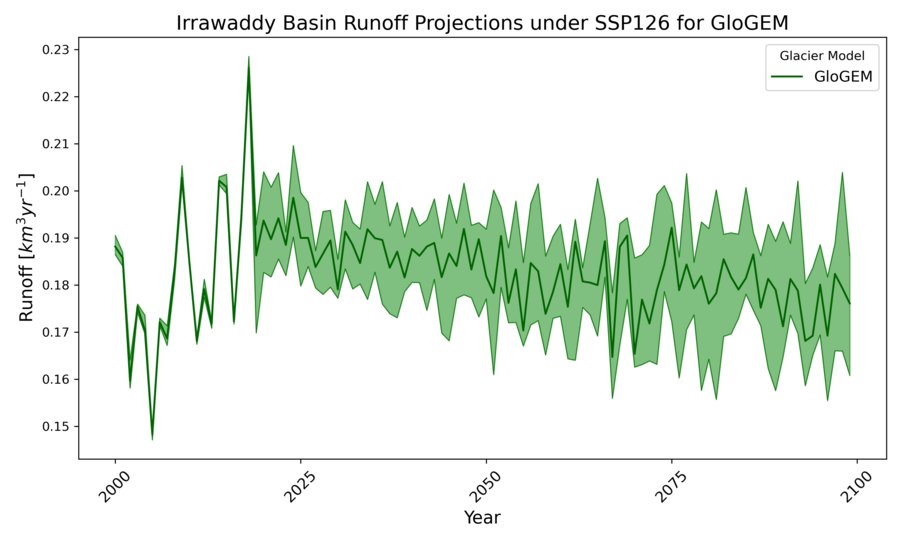 Irrawaddy Basin Runoff Projections under SSP126 for GloGEM
Glacier Model
GloGEM
Runoff [km³yr⁻¹]
0.23
0.22
0.21
0.20
0.19
0.18
0.17
0.16
0.15
2000
2025
2050
2075
2100
Year